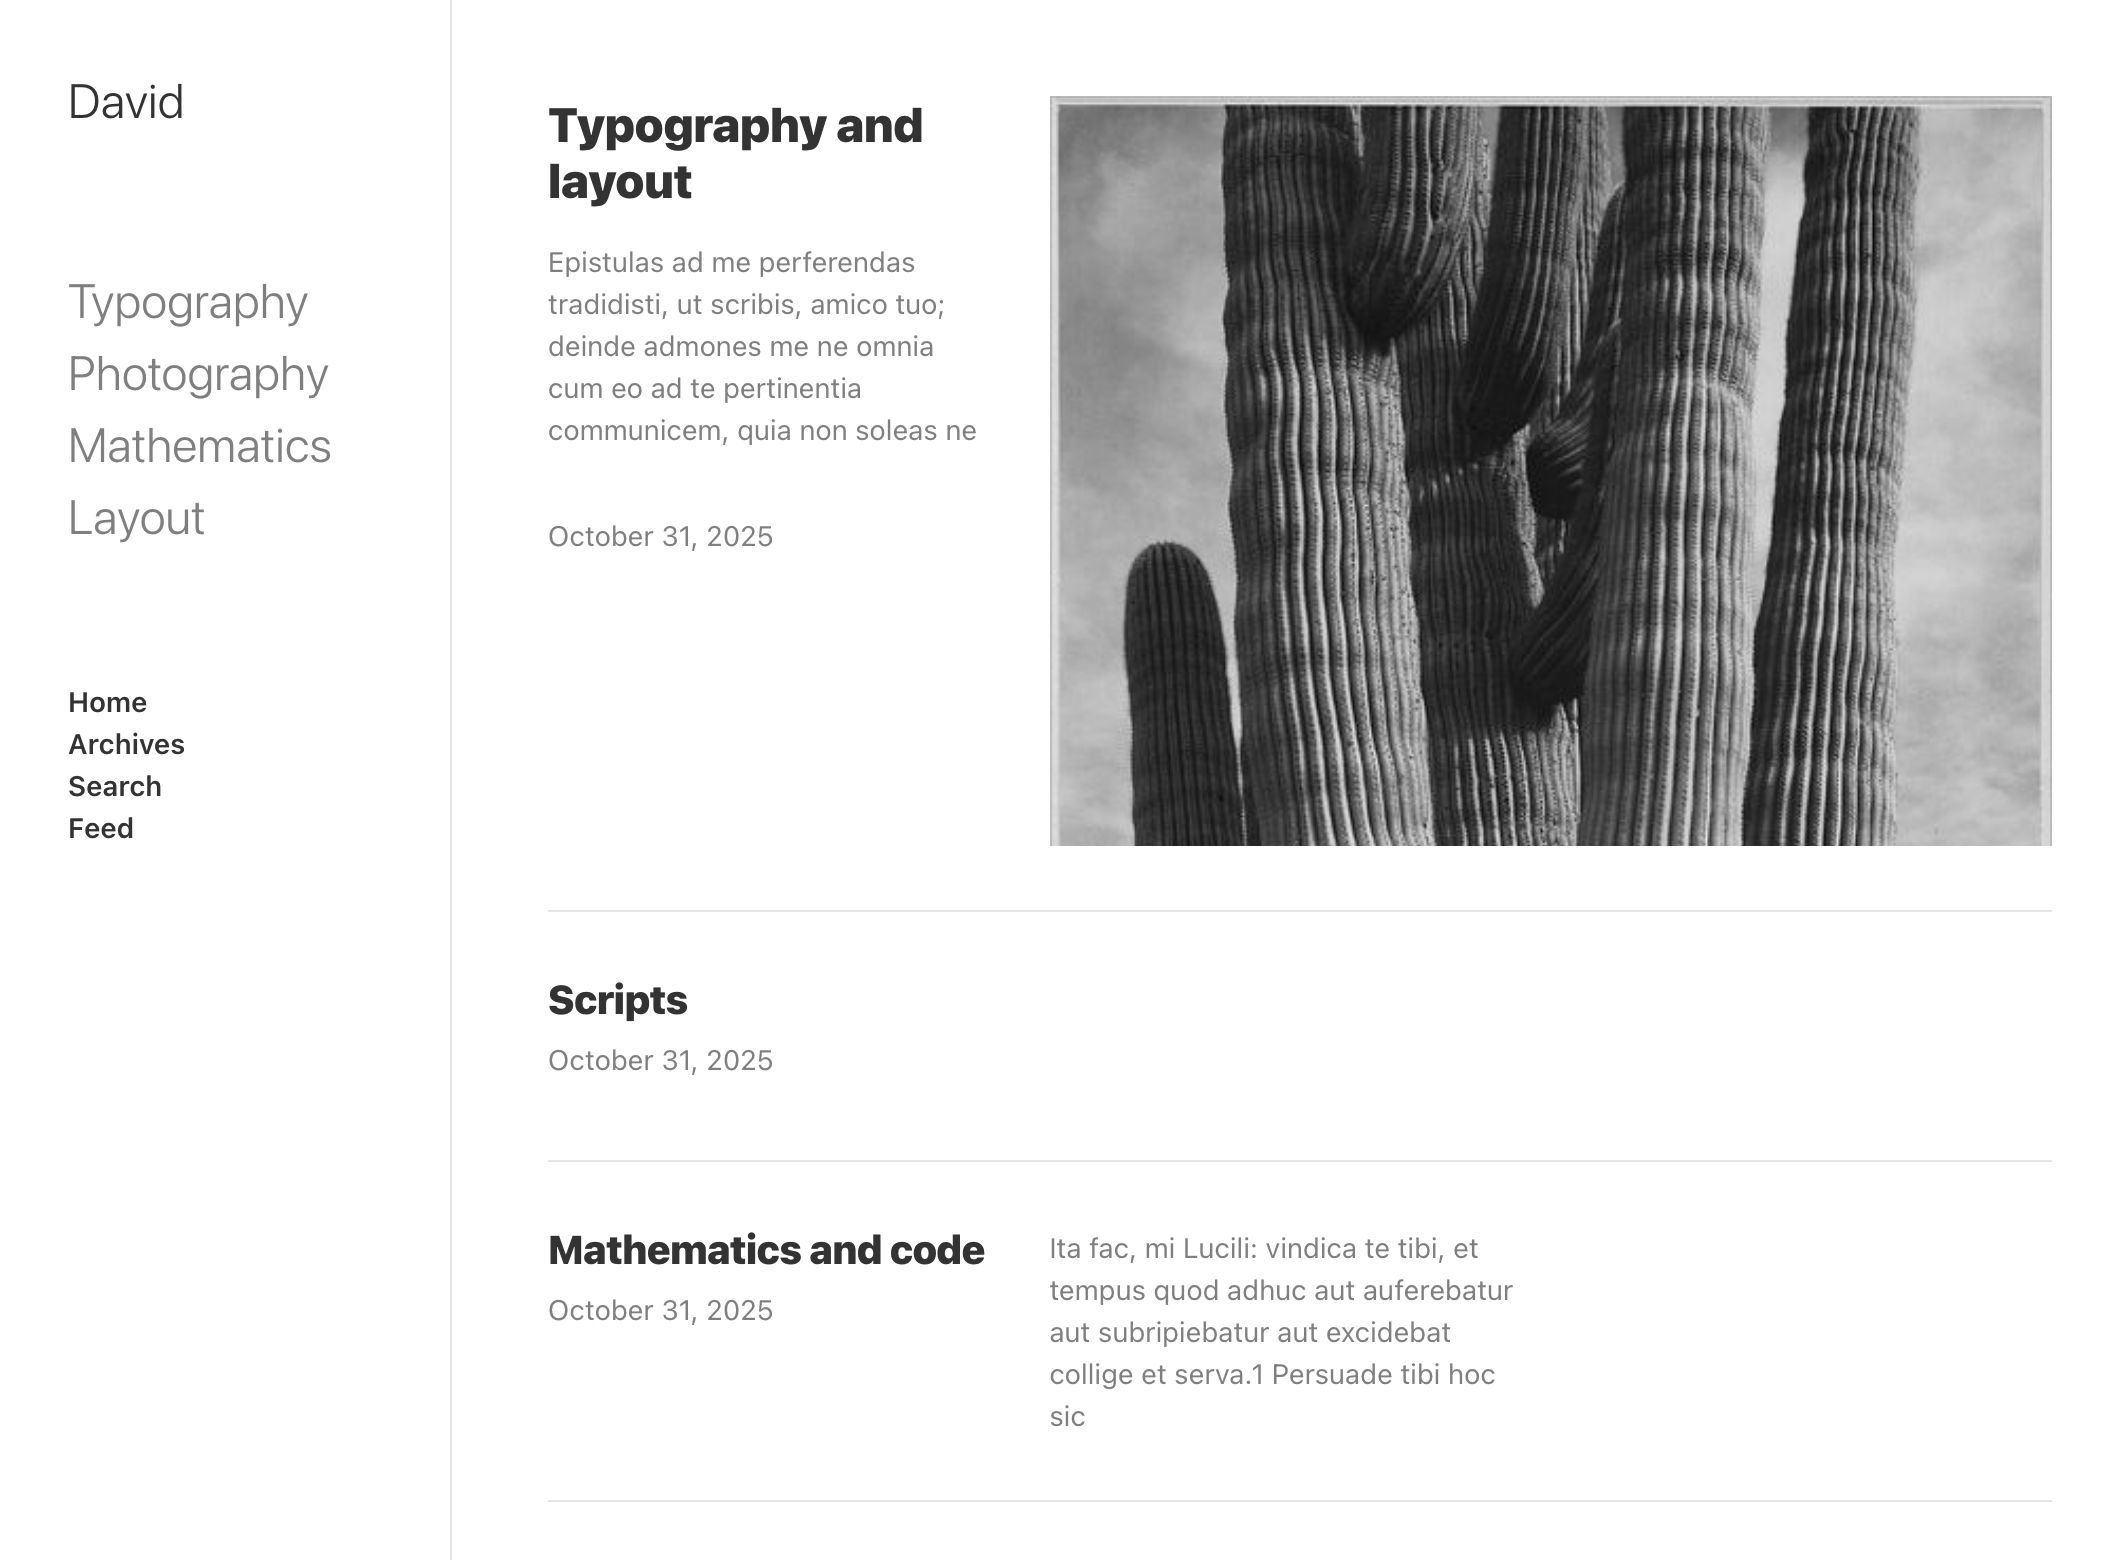 David
Typography
Photography
Mathematics
Layout
Home
Archives
Search
Feed
Typography and
layout
Epistulas ad me perferendas
tradidisti, ut scribis, amico tuo;
deinde admones me ne omnia
cum eo ad te pertinentia
communicem, quia non soleas ne
October 31, 2025
Scripts
October 31, 2025
Mathematics and code
October 31, 2025
Ita fac, mi Lucili: vindica te tibi, et
tempus quod adhuc aut auferebatur
aut subripiebatur aut excidebat
collige et serva.1 Persuade tibi hoc
sic